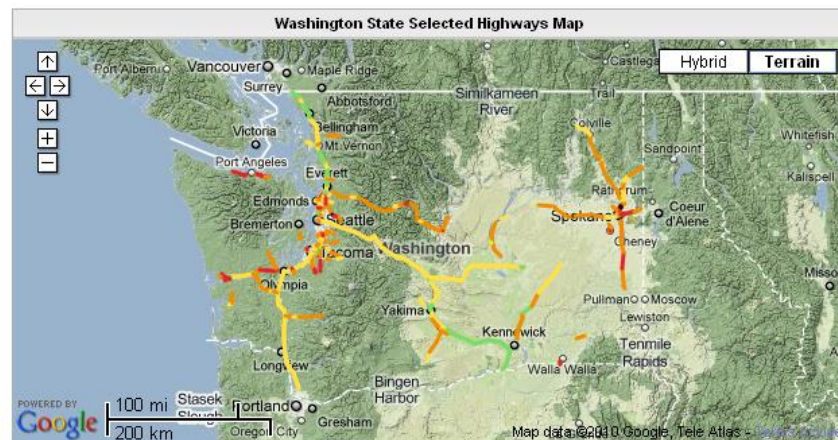 Washington State Selected Highways Map
Hybrid
Terrain
Port Alberni
Vancouver
Maple Ridge
Surrey
Abbotsford
Similkameen
River
Castlegar
Trail
Bellingham
Victoria
Mt Vernon
Port Angeles
Colville
Sandpoint
Whitefish
Kalispell
Everett
Edmonds
Seattle
Bremerton
Spokane
Coeur
d'Alene
Cheney
Tacoma
Washington
Olympia
Yakima
Pullman
Moscow
Lewiston
Kennewick
Tenmile
Rapids
Longview
Walla Walla
Bingen
Harbor
POWERED BY
Google
100 mi
200 km
Stasek
Slough
Portland
Gresham
Oregon City
Map data ©2010 Google, Tele Atlas -